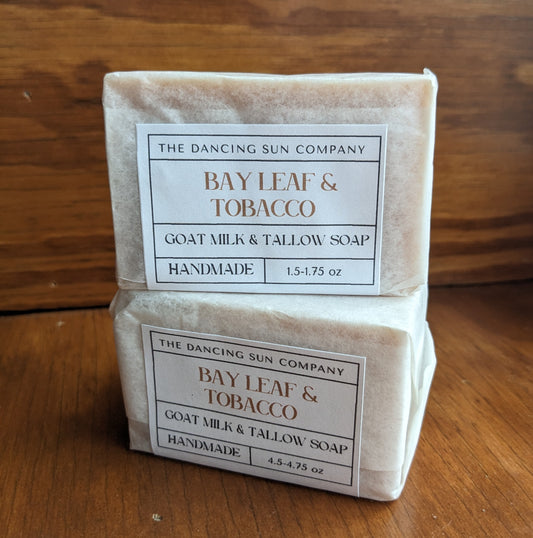 THE DANCING SUN COMPANY
BAY LEAF &
TOBACCO
GOAT MILK & TALLOW SOAP
HANDMADE 1.5-1.75 oz
THE DANCING SUN COMPANY
BAY LEAF &
TOBACCO
GOAT MILK & TALLOW SOAP
HANDMADE 4.5-4.75 oz